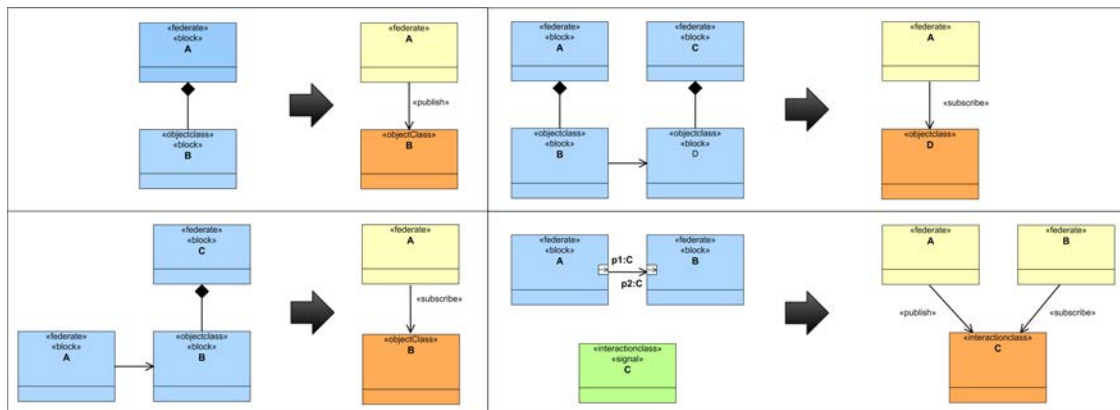 «federate»
«block»
A
«objectclass»
«block»
B
«federate»
A
«publish»
«objectClass»
B
«federate»
«block»
A
«federate»
«block»
C
«objectclass»
«block»
B
«objectclass»
«block»
D
«federate»
A
«subscribe»
«objectclass»
D
«federate»
«block»
C
«federate»
«block»
A
«objectclass»
«block»
B
«federate»
A
«subscribe»
«objectClass»
B
«federate»
«block»
A
p1:C
p2:C
«federate»
«block»
B
«interactionclass»
«signal»
C
«federate»
A
«federate»
B
«publish»
«subscribe»
«interactionclass»
C